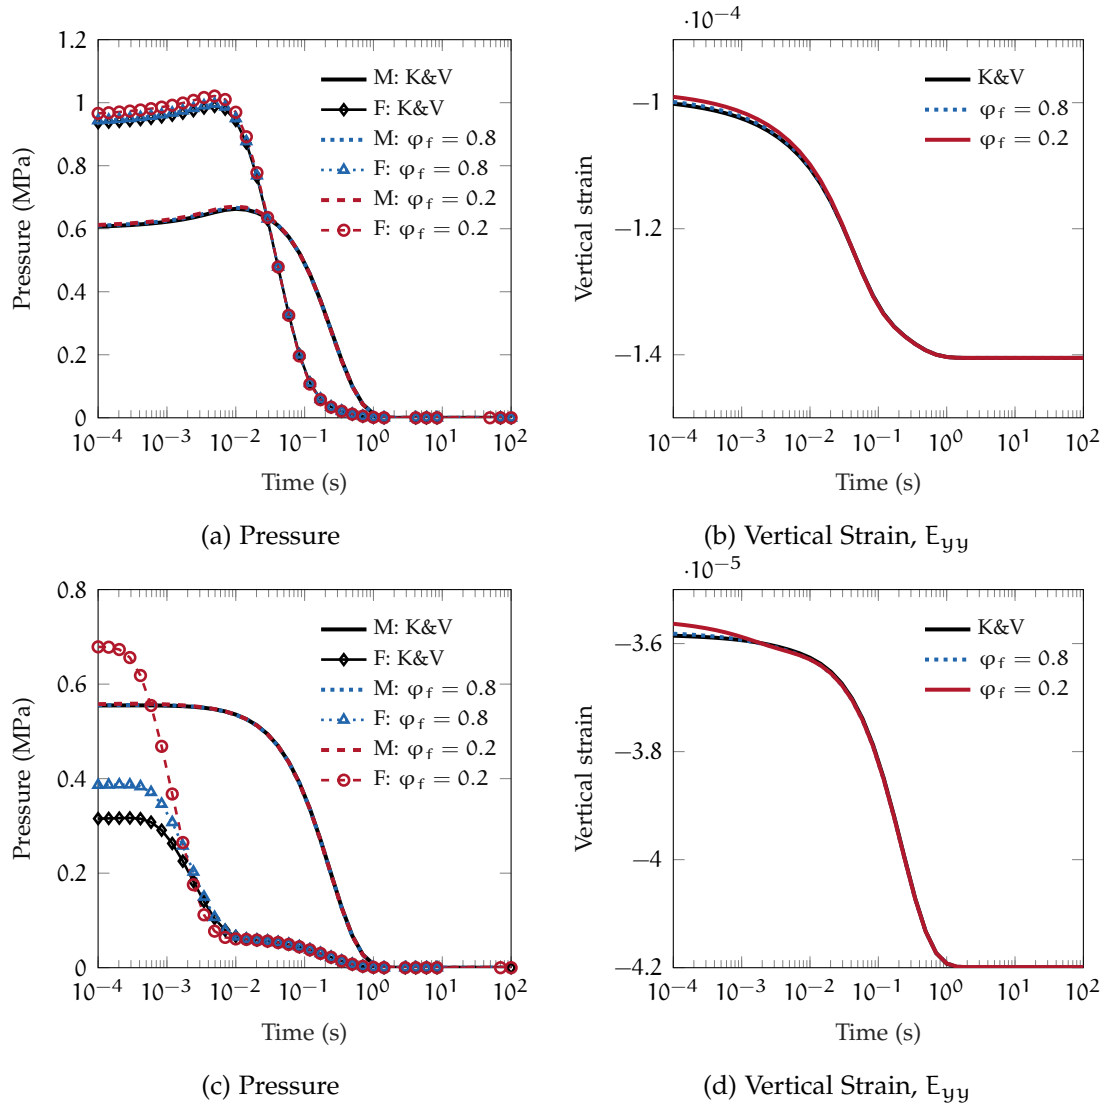 1.2
1
0.8
0.6
0.4
0.2
0
Pressure (MPa)
10⁻⁴ 10⁻³ 10⁻² 10⁻¹ 10⁰ 10¹ 10²
Time (s)
M: K&V
F: K&V
M: φf = 0.8
F: φf = 0.8
M: φf = 0.2
F: φf = 0.2
(a) Pressure
·10⁻⁴
−1
−1.2
−1.4
Vertical strain
10⁻⁴ 10⁻³ 10⁻² 10⁻¹ 10⁰ 10¹ 10²
Time (s)
K&V
φf = 0.8
φf = 0.2
(b) Vertical Strain, Eyy
0.8
0.6
0.4
0.2
0
Pressure (MPa)
10⁻⁴ 10⁻³ 10⁻² 10⁻¹ 10⁰ 10¹ 10²
Time (s)
M: K&V
F: K&V
M: φf = 0.8
F: φf = 0.8
M: φf = 0.2
F: φf = 0.2
(c) Pressure
·10⁻⁵
−3.6
−3.8
−4
−4.2
Vertical strain
10⁻⁴ 10⁻³ 10⁻² 10⁻¹ 10⁰ 10¹ 10²
Time (s)
K&V
φf = 0.8
φf = 0.2
(d) Vertical Strain, Eyy